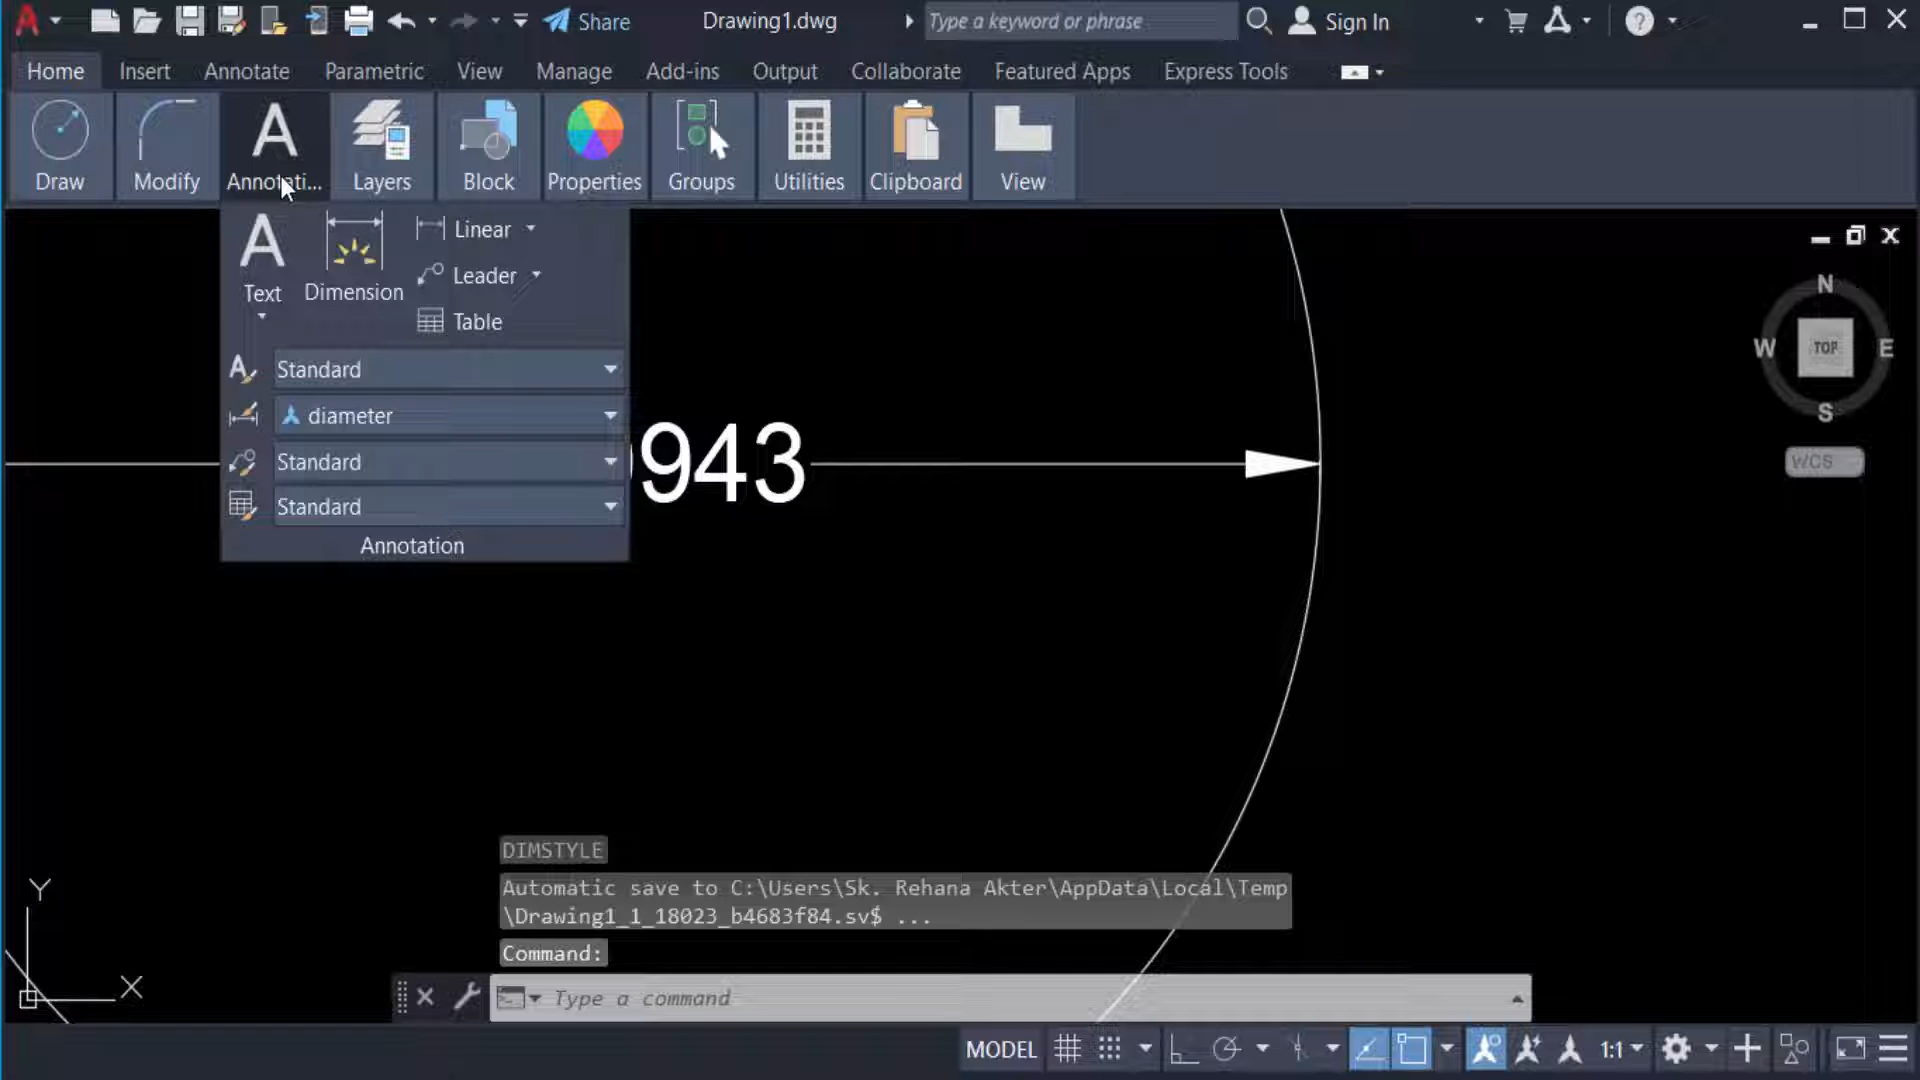 Share
Drawing1.dwg
Type a keyword or phrase
Sign In
Home
Insert
Annotate
Parametric
View
Manage
Add-ins
Output
Collaborate
Featured Apps
Express Tools
Draw
Modify
Annotati...
Layers
Block
Properties
Groups
Utilities
Clipboard
View
A
Text
Dimension
Linear
Leader
Table
Standard
diameter
Standard
Standard
Annotation
943
N
W
TOP
E
S
WCS
DIMSTYLE
Automatic save to C:\Users\Sk. Rehana Akter\AppData\Local\Temp
\Drawing1_1_18023_b4683f84.sv$ ...
Command:
Type a command
Y
X
MODEL
1:1